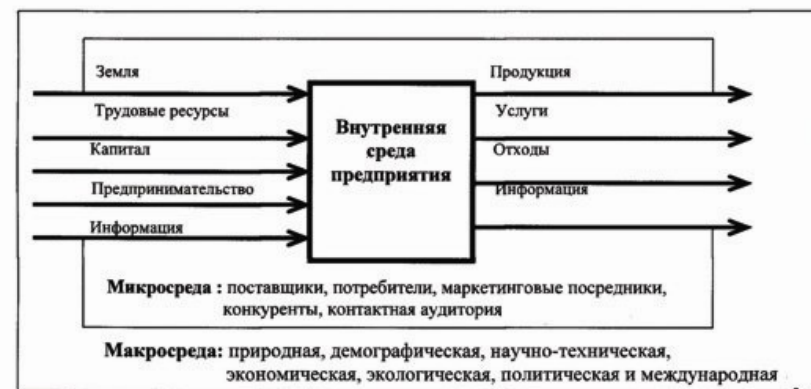 Земля
Трудовые ресурсы
Капитал
Предпринимательство
Информация
Внутренняя
среда
предприятия
Продукция
Услуги
Отходы
Информация
Микросреда : поставщики, потребители, маркетинговые посредники,
конкуренты, контактная аудитория
Макросреда: природная, демографическая, научно-техническая,
экономическая, экологическая, политическая и международная